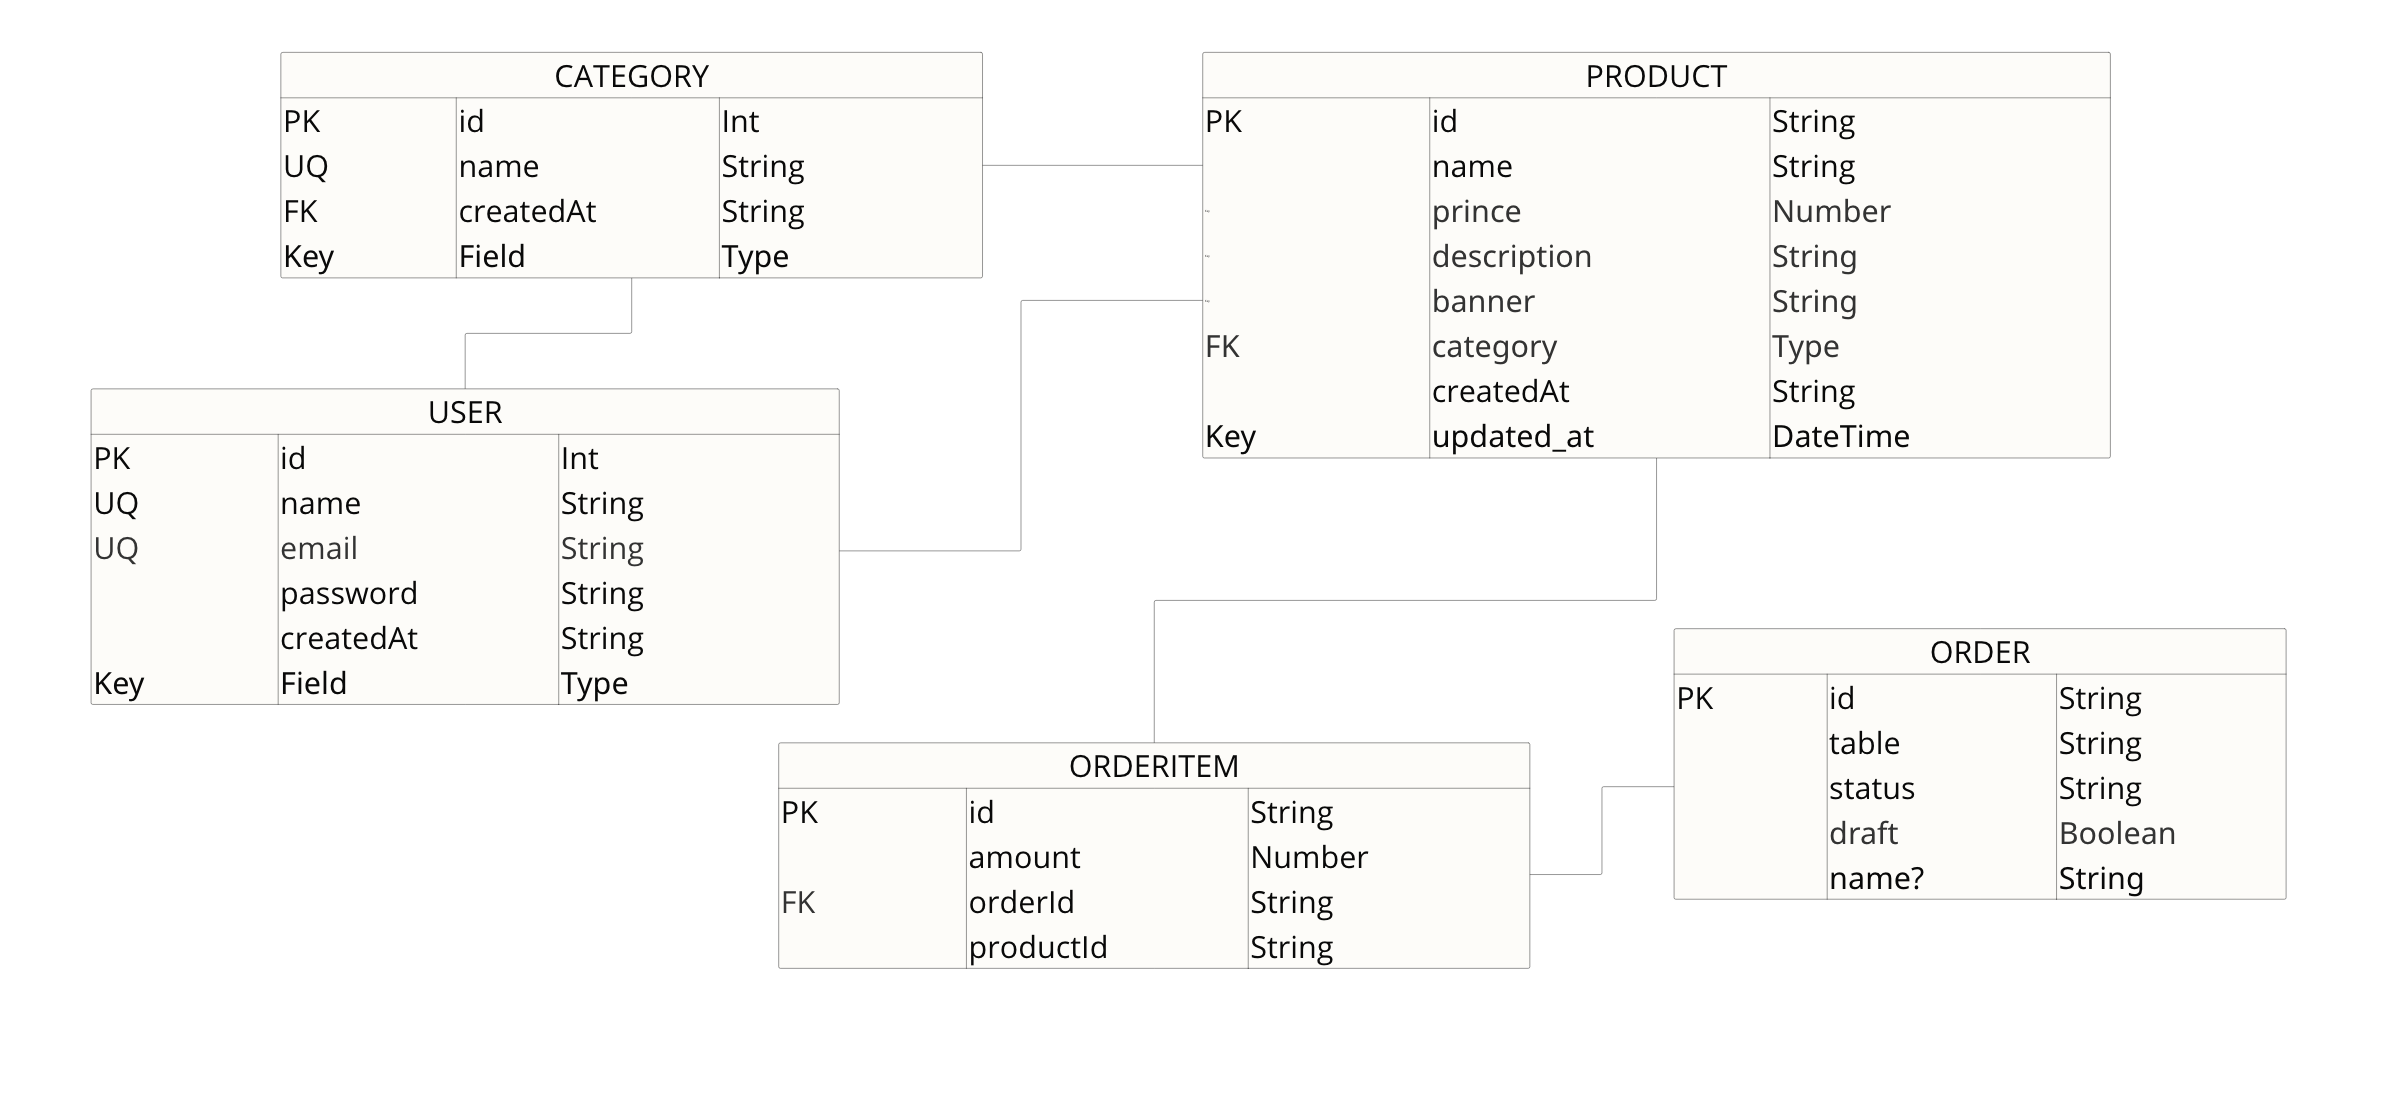 CATEGORY
PK id Int
UQ name String
FK createdAt String
Key Field Type
PRODUCT
PK id String
name String
prince Number
description String
banner String
FK category Type
createdAt String
Key updated_at DateTime
USER
PK id Int
UQ name String
UQ email String
password String
createdAt String
Key Field Type
ORDERITEM
PK id String
amount Number
FK orderId String
productId String
ORDER
PK id String
table String
status String
draft Boolean
name? String